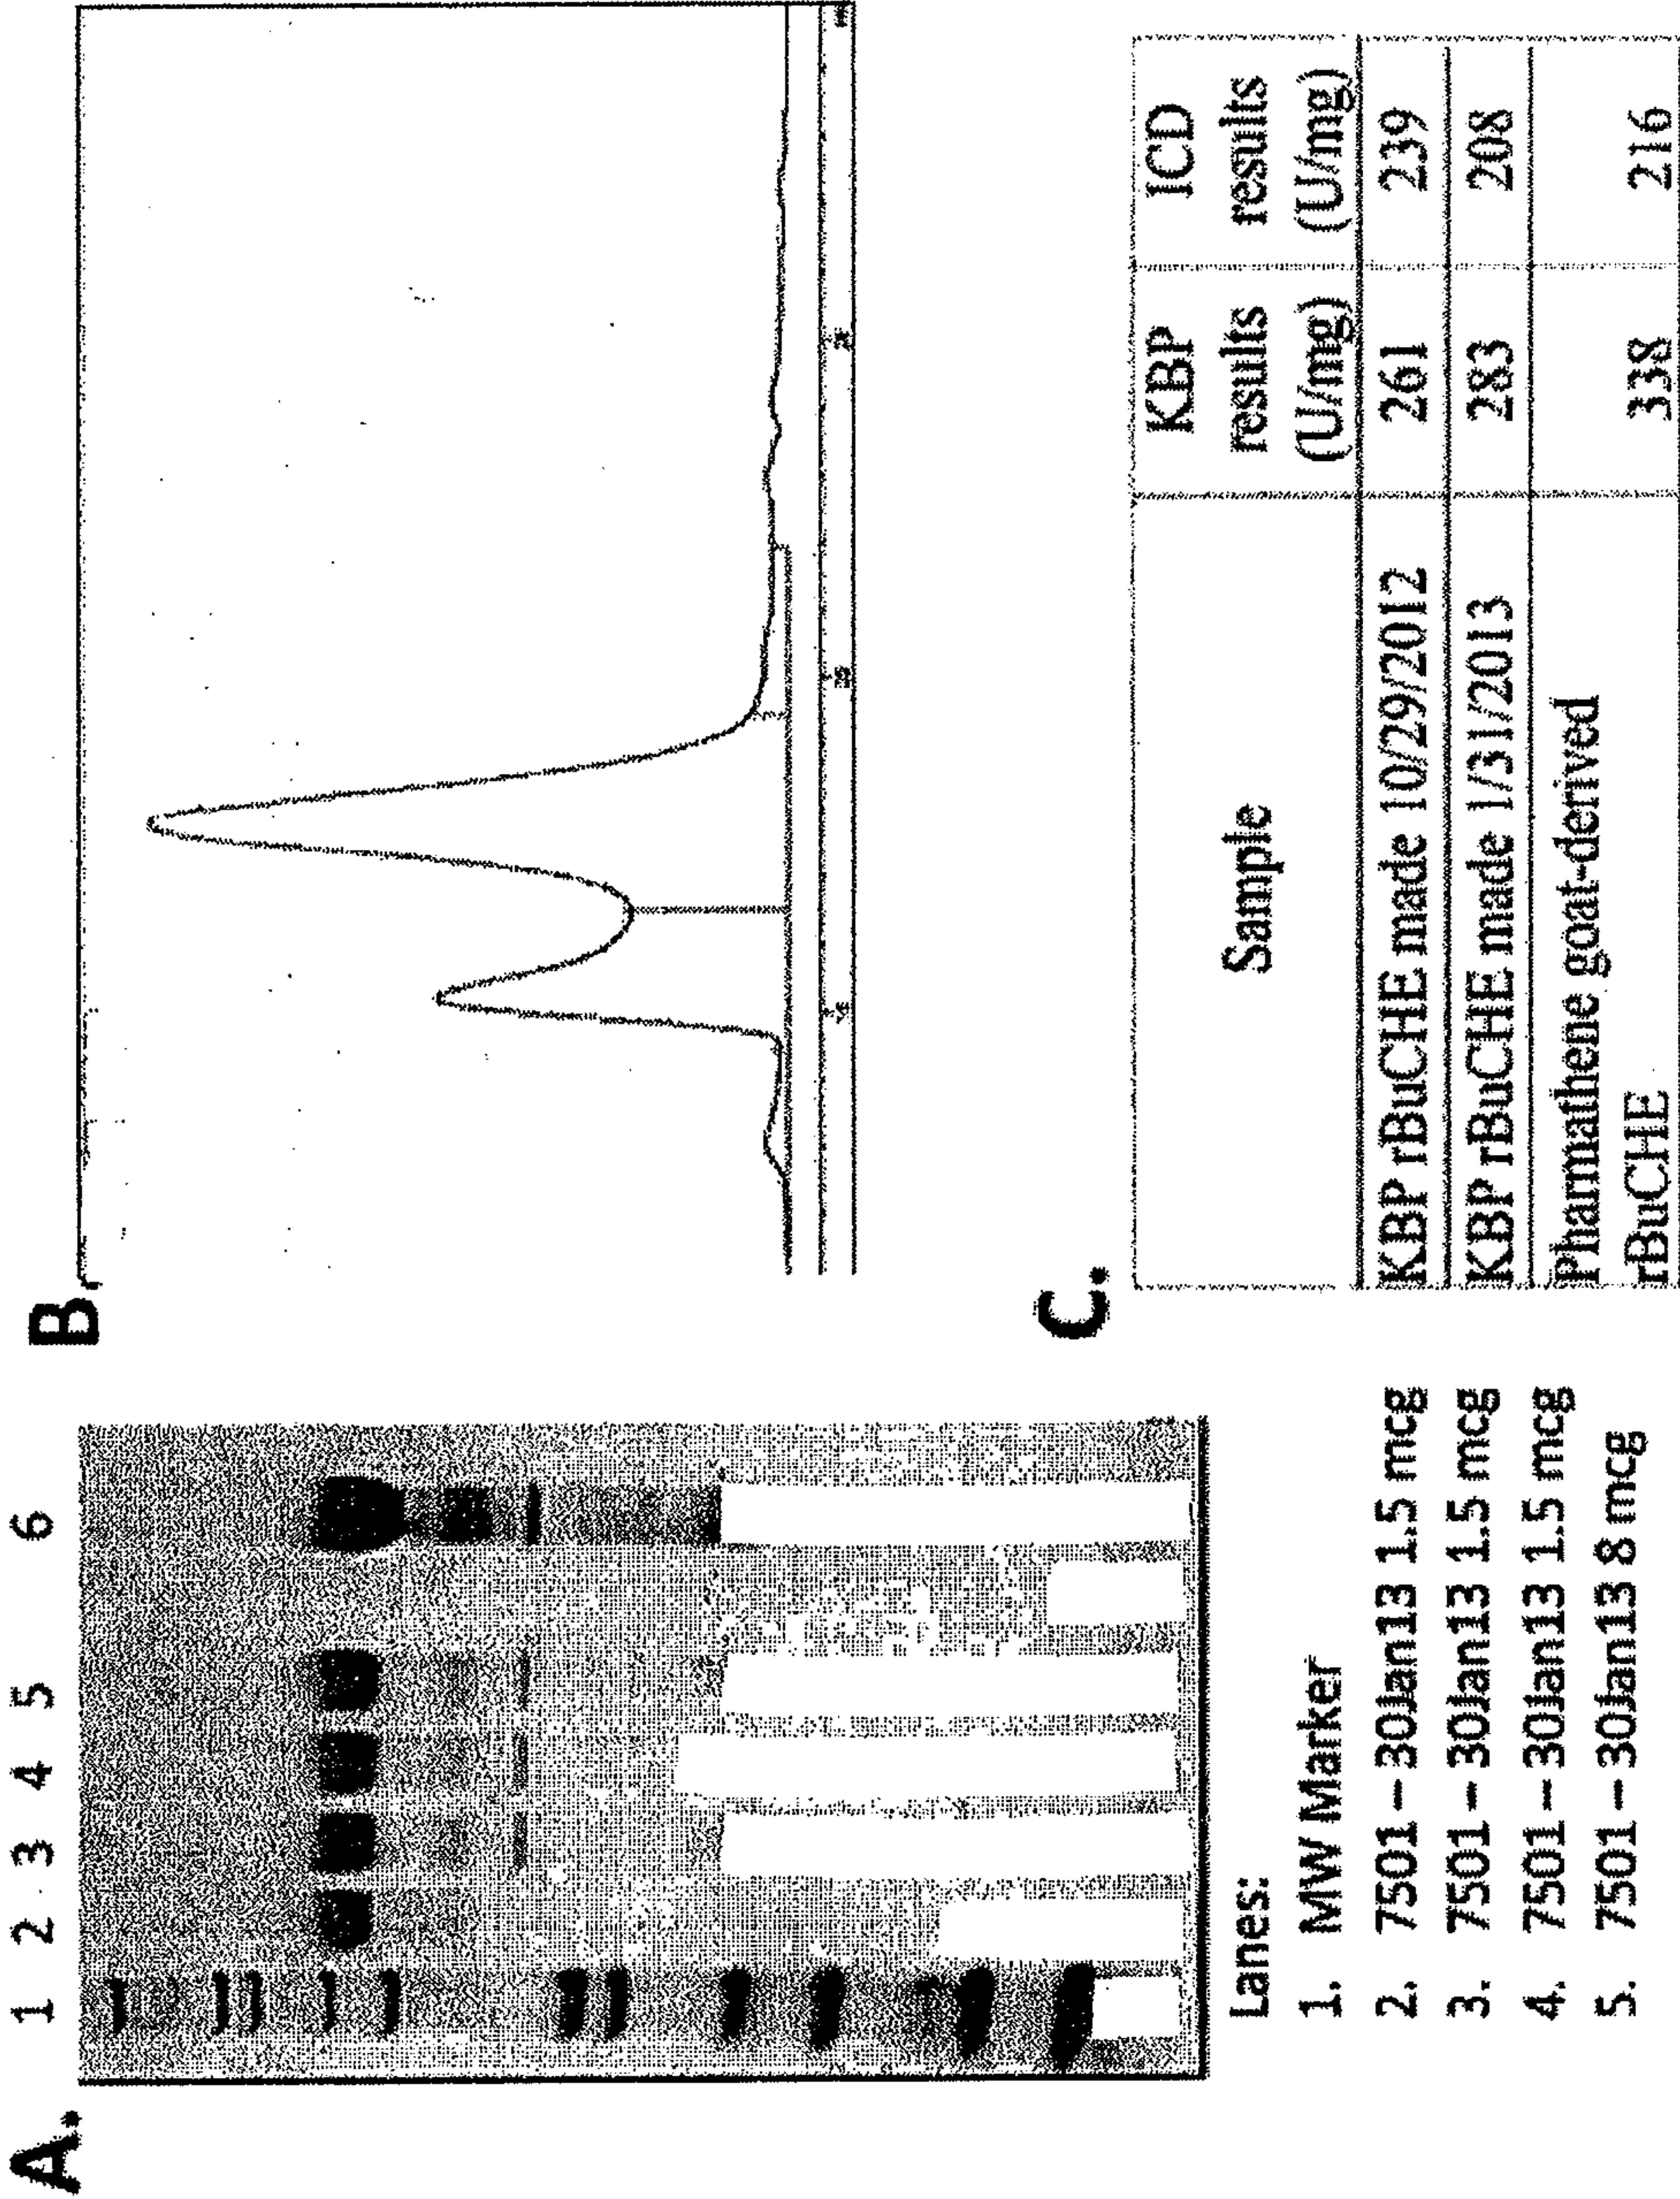 A.
1 2 3 4 5 6
Lanes:
1. MW Marker
2. 7501 – 30Jan13 1.5 mcg
3. 7501 – 30Jan13 1.5 mcg
4. 7501 – 30Jan13 1.5 mcg
5. 7501 – 30Jan13 8 mcg
B.
C.
Sample KBP results (U/mg) ICD results (U/mg)
KBP rBuCHE made 10/29/2012 261 239
KBP rBuCHE made 1/31/2013 283 208
Pharmathene goat-derived
rBuCHE 338 216